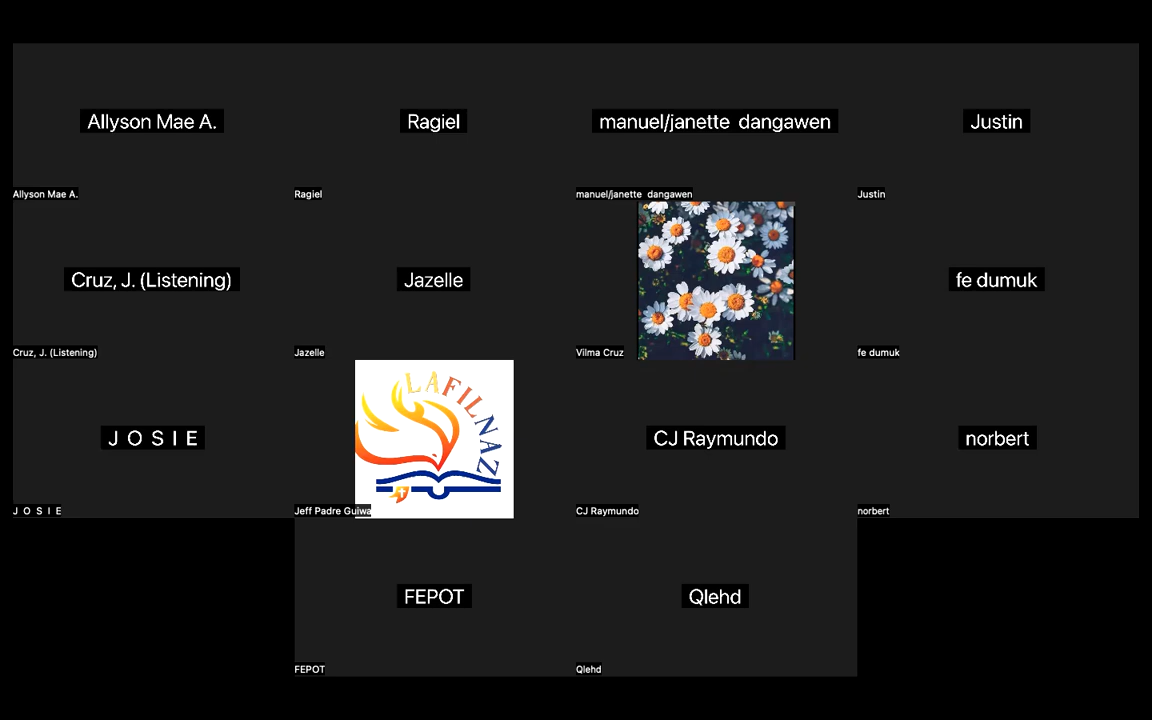 Allyson Mae A.
Ragiel
manuel/janette dangawen
Justin
Allyson Mae A.
Ragiel
manuel/janette dangawen
Justin
Cruz, J. (Listening)
Jazelle
fe dumuk
Cruz, J. (Listening)
Jazelle
Vilma Cruz
fe dumuk
J O S I E
LAFILNAZ
CJ Raymundo
norbert
J O S I E
Jeff Padre Guiwa
CJ Raymundo
norbert
FEPOT
Qlehd
FEPOT
Qlehd